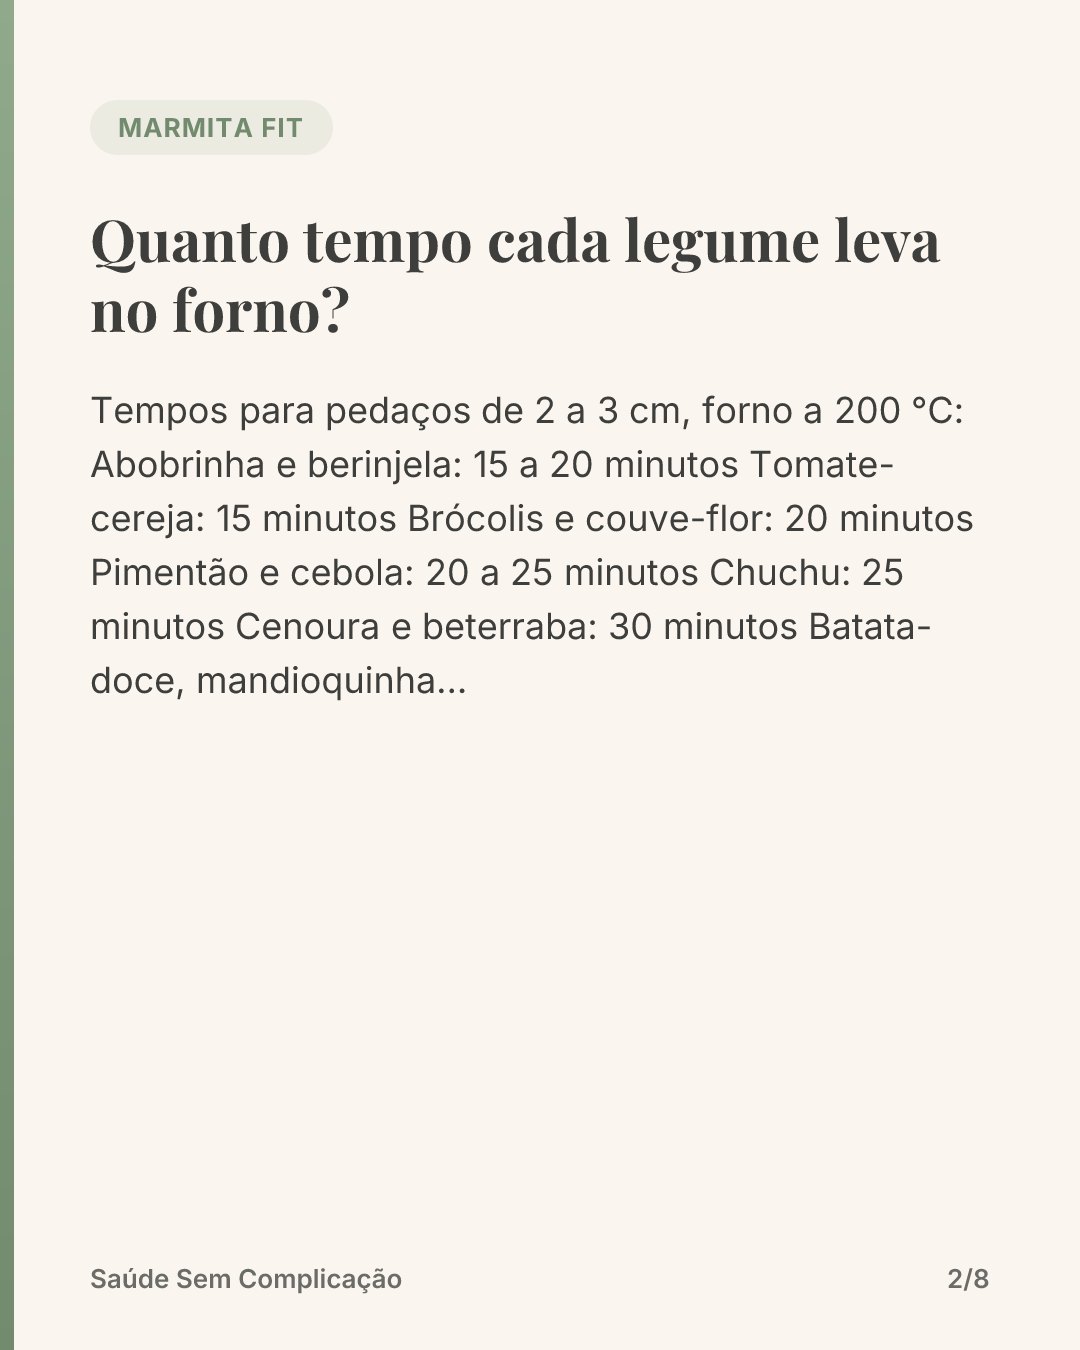 MARMITA FIT
Quanto tempo cada legume leva
no forno?
Tempos para pedaços de 2 a 3 cm, forno a 200 °C:
Abobrinha e berinjela: 15 a 20 minutos Tomate-
cereja: 15 minutos Brócolis e couve-flor: 20 minutos
Pimentão e cebola: 20 a 25 minutos Chuchu: 25
minutos Cenoura e beterraba: 30 minutos Batata-
doce, mandioquinha...
Saúde Sem Complicação
2/8